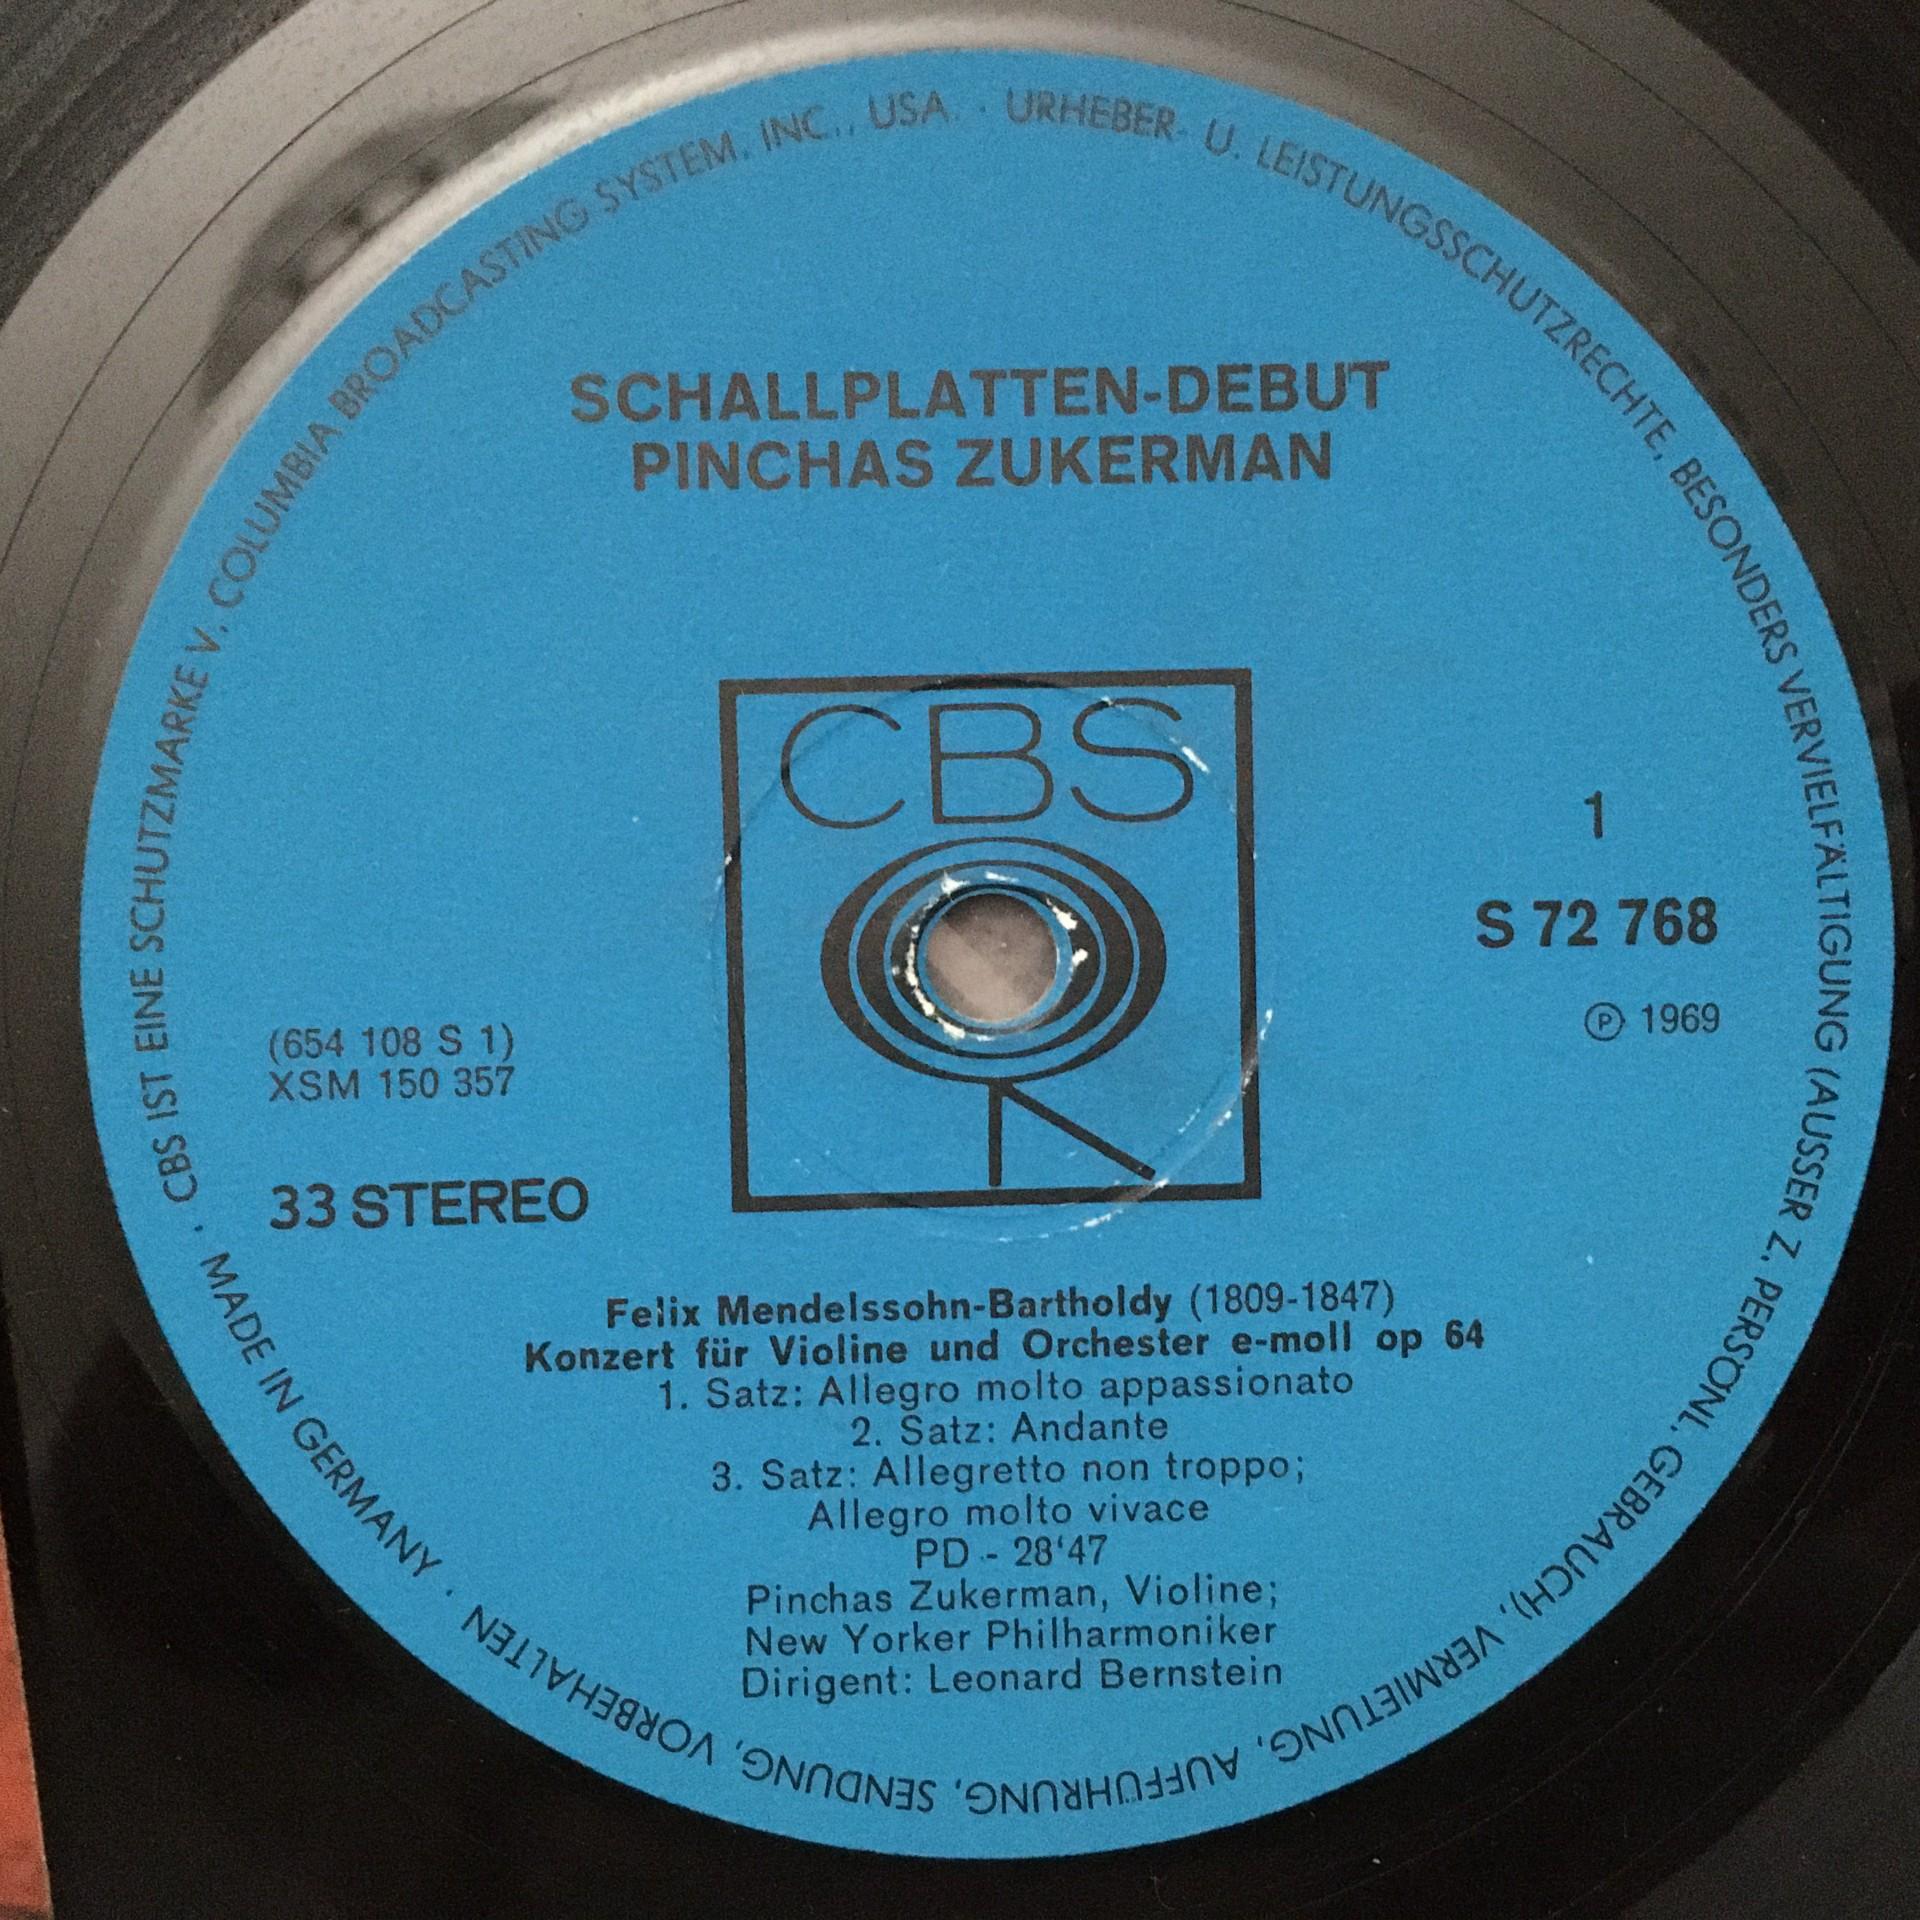 SCHALLPLATTEN-DEBUT
PINCHAS ZUKERMAN
CBS
1
S 72 768
℗ 1969
(654 108 S 1)
XSM 150 357
33 STEREO
Felix Mendelssohn-Bartholdy (1809-1847)
Konzert für Violine und Orchester e-moll op 64
1. Satz: Allegro molto appassionato
2. Satz: Andante
3. Satz: Allegretto non troppo;
Allegro molto vivace
PD - 28'47
Pinchas Zukerman, Violine;
New Yorker Philharmoniker
Dirigent: Leonard Bernstein
CBS IST EINE SCHUTZMARKE V. COLUMBIA BROADCASTING SYSTEM, INC., USA. · URHEBER- U. LEISTUNGSSCHUTZRECHTE, BESONDERS VERVIELFÄLTIGUNG (AUSSER Z. PERSÖNL. GEBRAUCH), VERMIETUNG, AUFFÜHRUNG, SENDUNG, VORBEHALTEN · MADE IN GERMANY ·